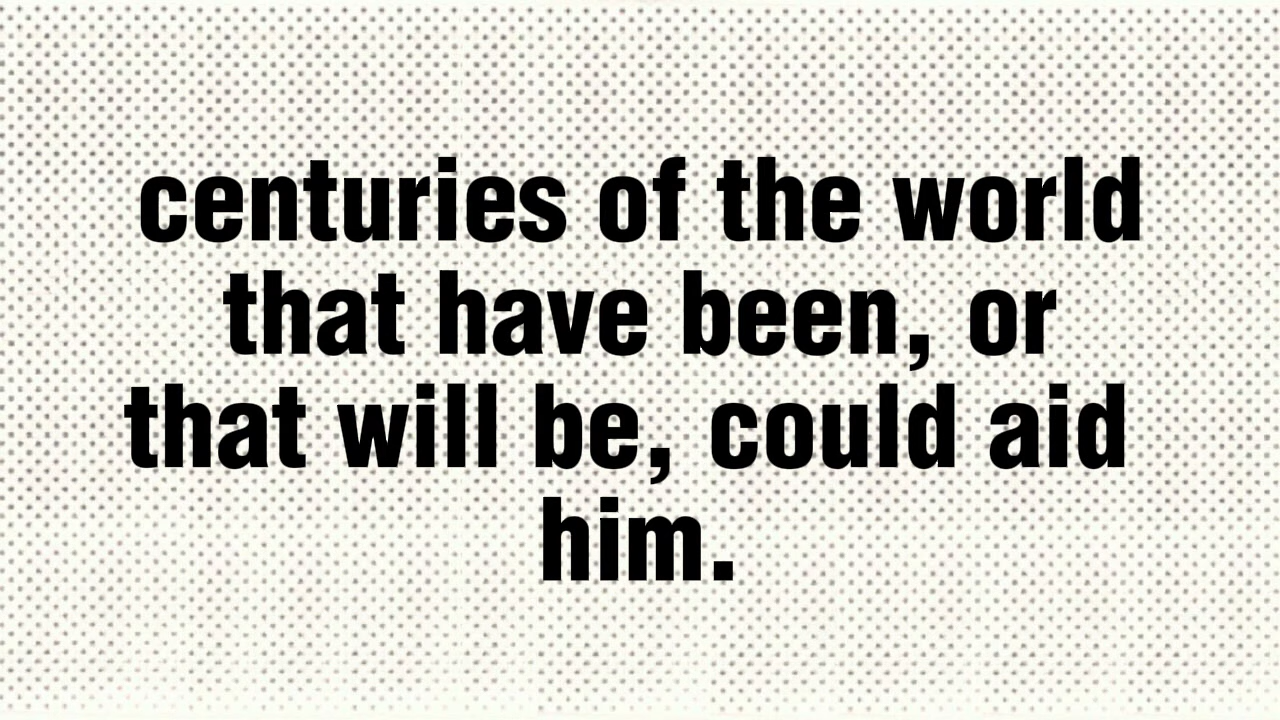 centuries of the world
that have been, or
that will be, could aid
him.